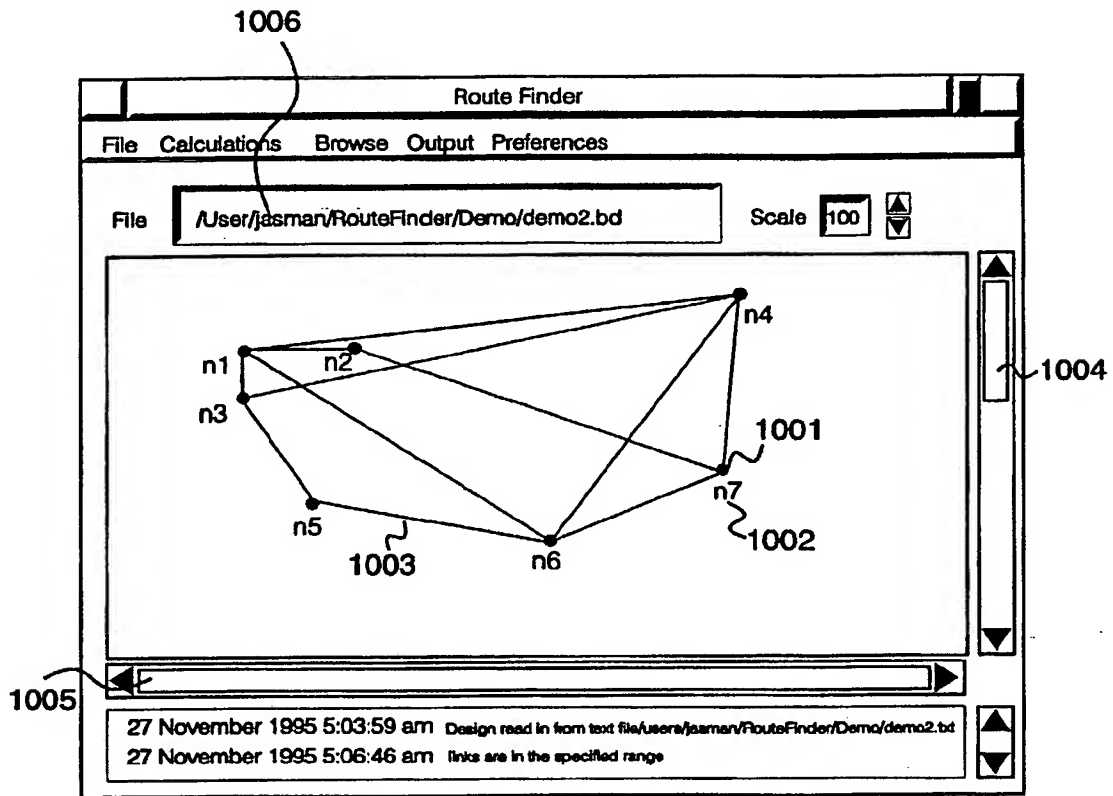 1006
Route Finder
File Calculations Browse Output Preferences
File /User/jasman/RouteFinder/Demo/demo2.bd Scale 100
n4
n1 n2
1004
n3
1001
n7
n5
1002
1003
n6
1005
27 November 1995 5:03:59 am Design read in from text file/users/jasman/RouteFinder/Demo/demo2.txt
27 November 1995 5:06:46 am links are in the specified range